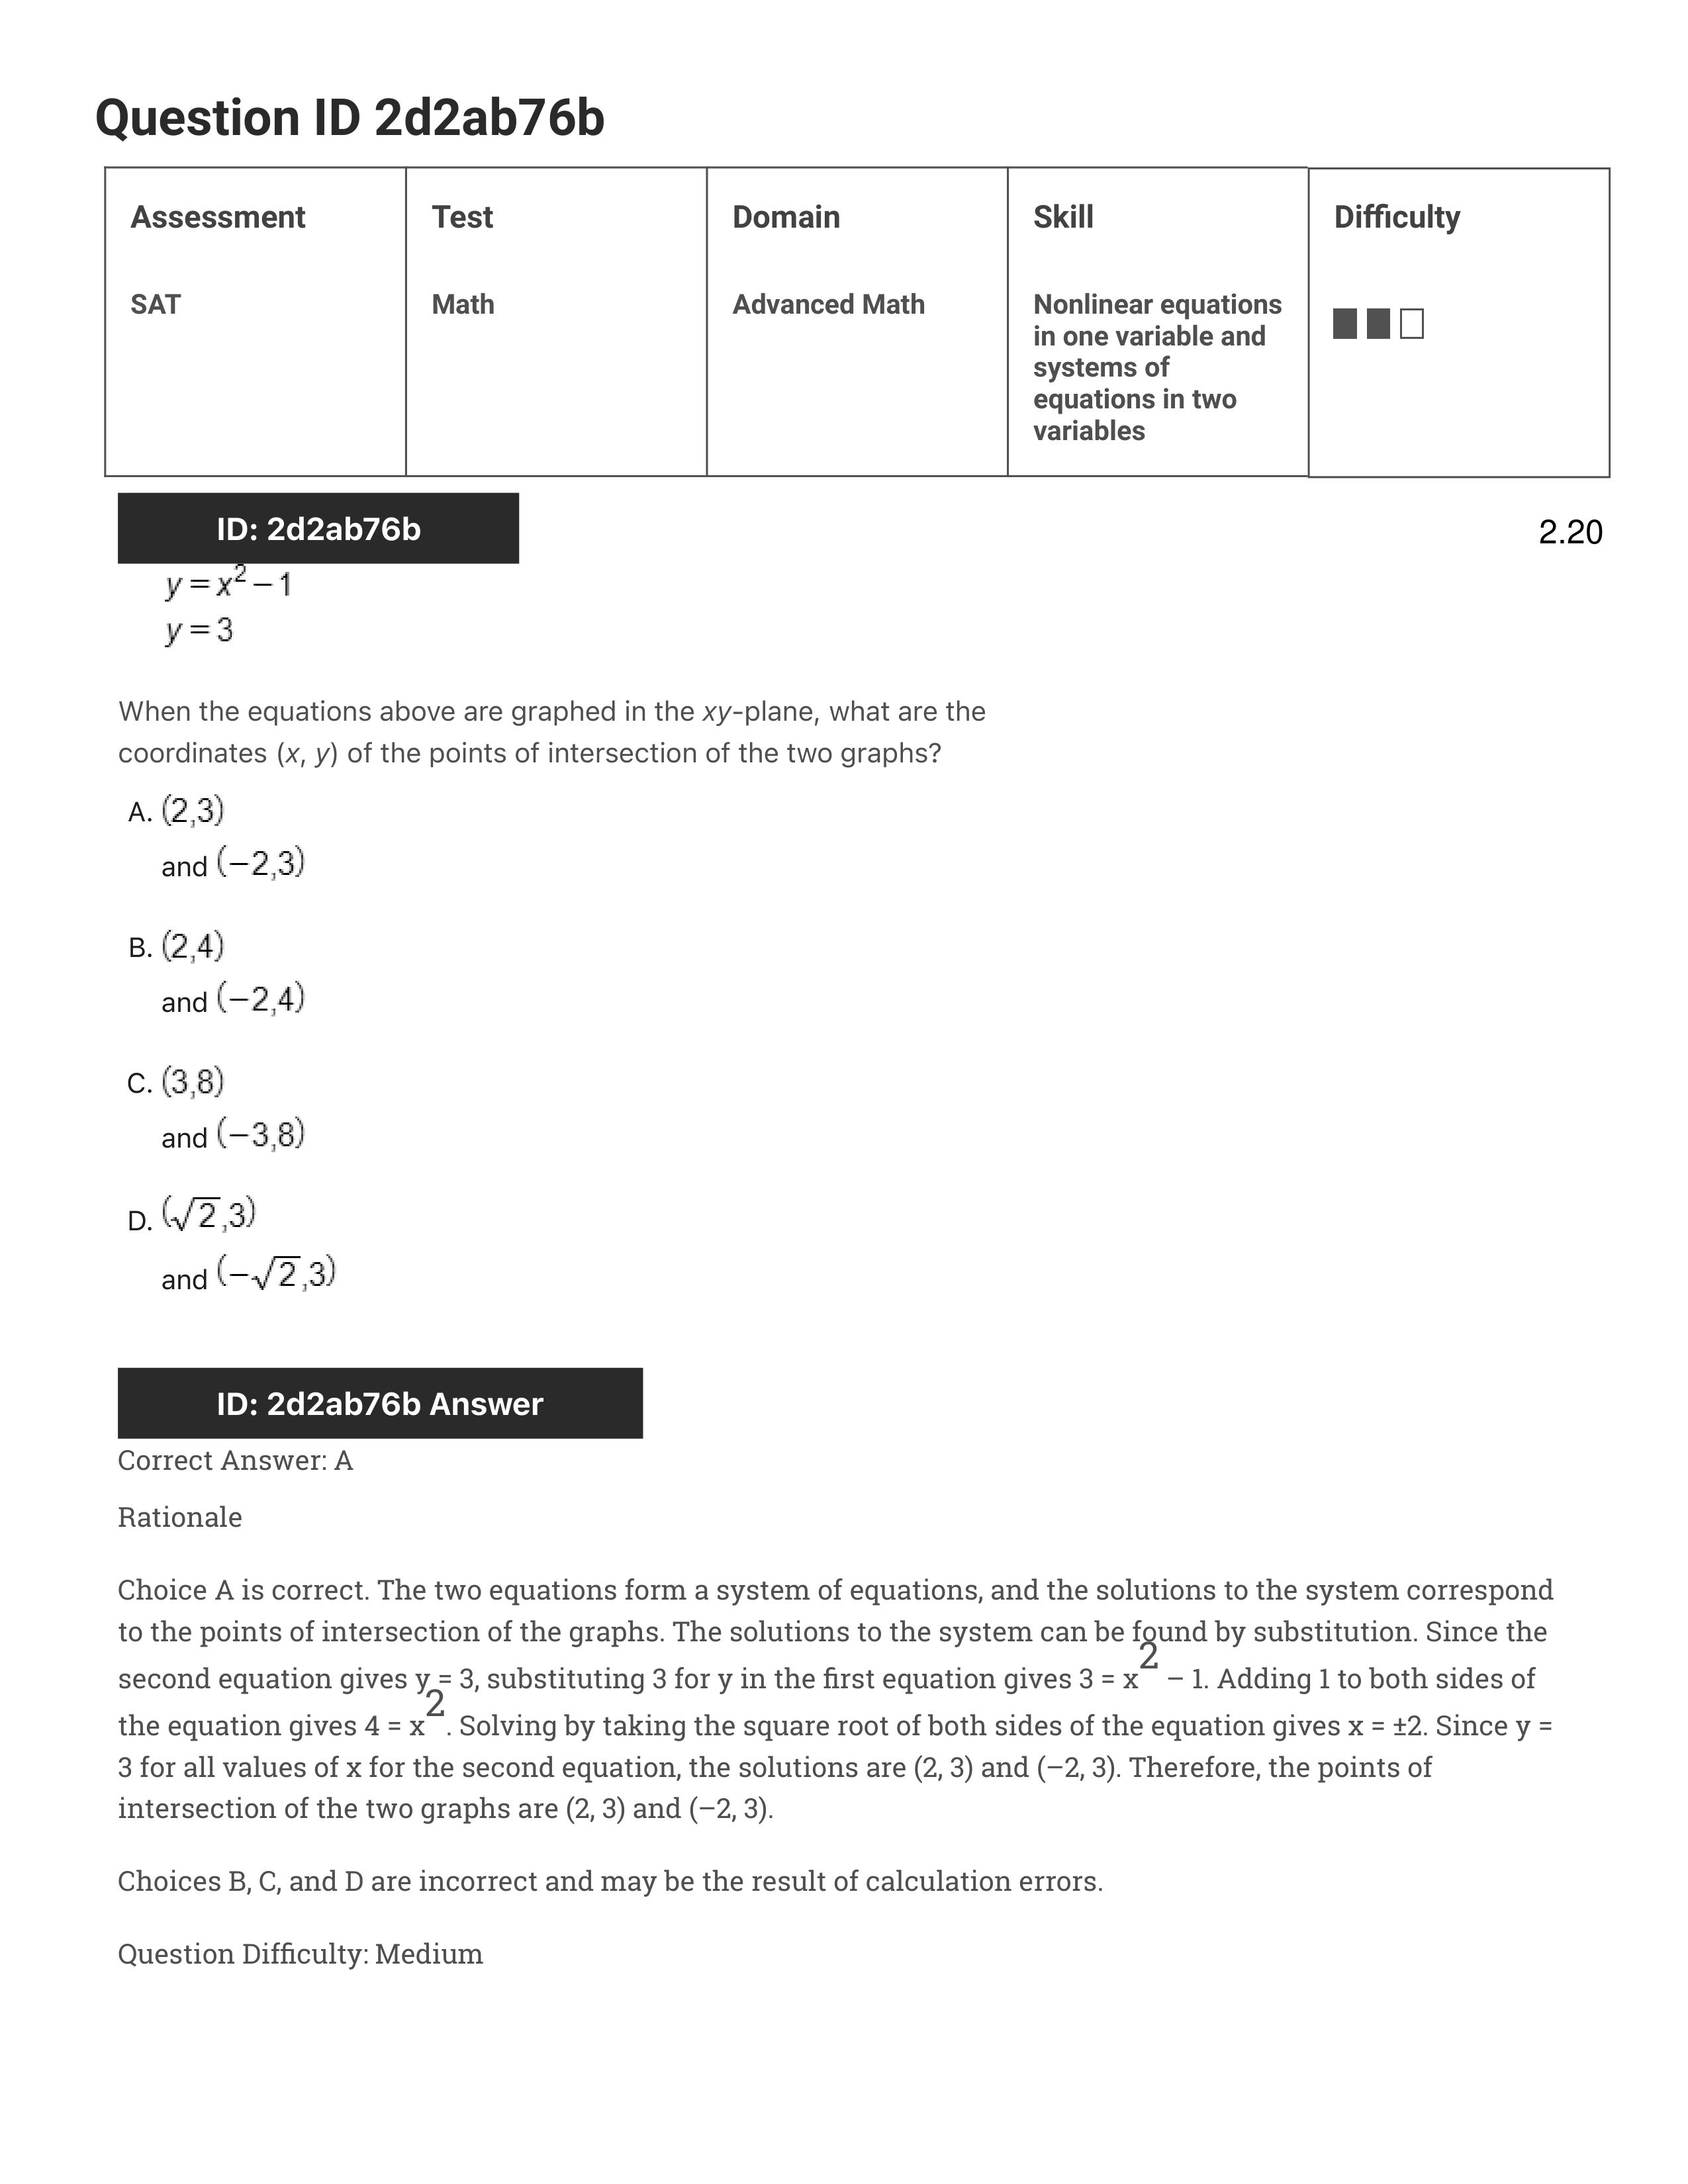 Question ID 2d2ab76b
Assessment
Test
Domain
Skill
Difficulty
SAT
Math
Advanced Math
Nonlinear equations
in one variable and
systems of
equations in two
variables
ID: 2d2ab76b
2.20
y = x² – 1
y = 3
When the equations above are graphed in the xy-plane, what are the
coordinates (x, y) of the points of intersection of the two graphs?
A. (2,3)
and (−2,3)
B. (2,4)
and (−2,4)
C. (3,8)
and (−3,8)
D. (√2,3)
and (−√2,3)
ID: 2d2ab76b Answer
Correct Answer: A
Rationale
Choice A is correct. The two equations form a system of equations, and the solutions to the system correspond
to the points of intersection of the graphs. The solutions to the system can be found by substitution. Since the
second equation gives y = 3, substituting 3 for y in the first equation gives 3 = x² – 1. Adding 1 to both sides of
the equation gives 4 = x². Solving by taking the square root of both sides of the equation gives x = ±2. Since y =
3 for all values of x for the second equation, the solutions are (2, 3) and (–2, 3). Therefore, the points of
intersection of the two graphs are (2, 3) and (–2, 3).
Choices B, C, and D are incorrect and may be the result of calculation errors.
Question Difficulty: Medium